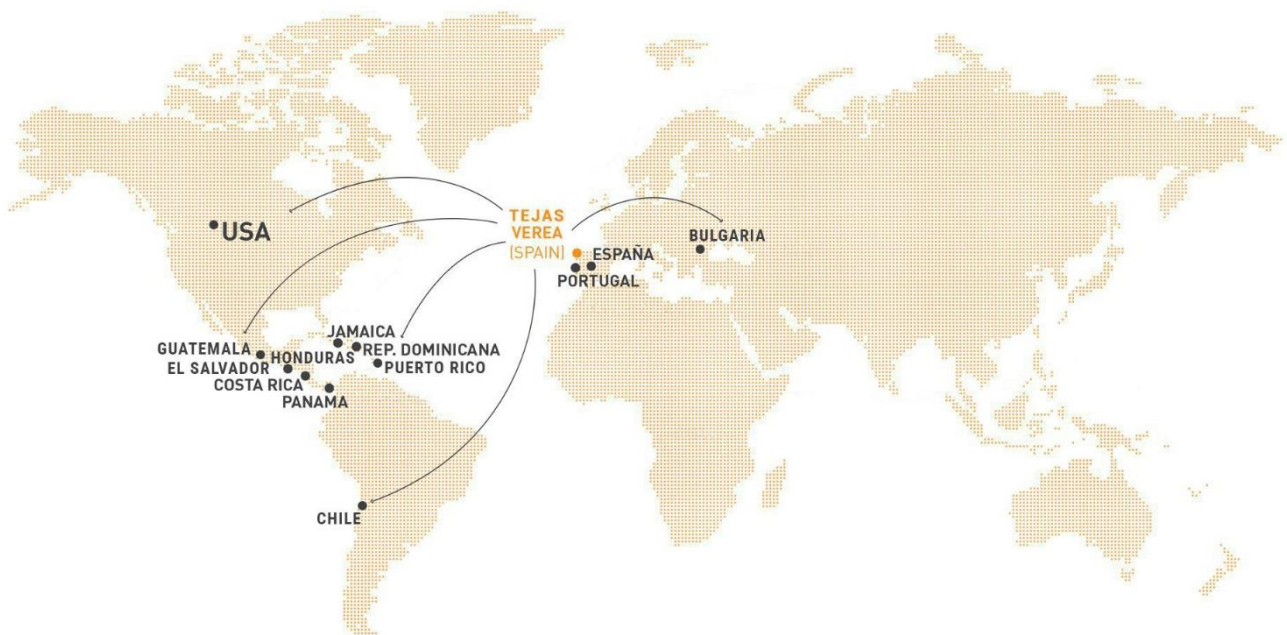 TEJAS
VEREA
[SPAIN]
USA
BULGARIA
ESPAÑA
PORTUGAL
JAMAICA
GUATEMALA
HONDURAS
REP. DOMINICANA
EL SALVADOR
PUERTO RICO
COSTA RICA
PANAMA
CHILE